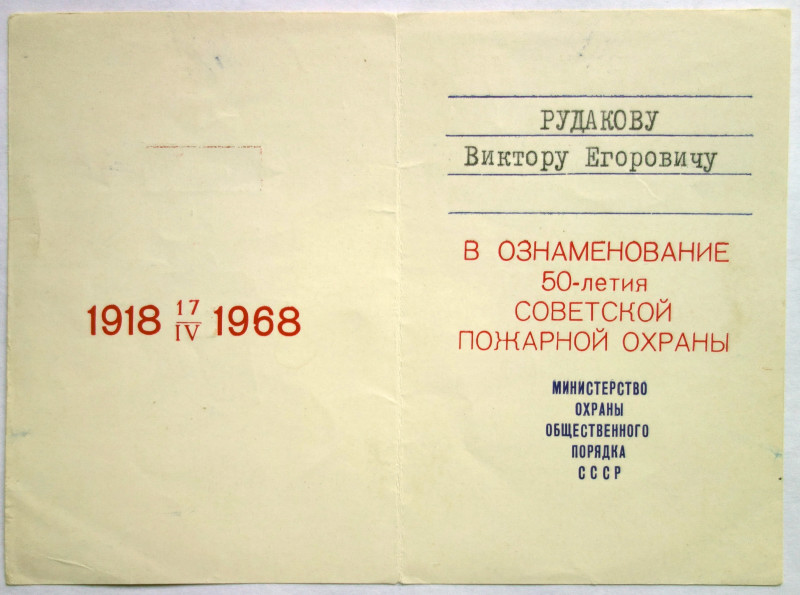 1918 17/IV 1968
РУДАКОВУ
Виктору Егоровичу
В ОЗНАМЕНОВАНИЕ
50-летия
СОВЕТСКОЙ
ПОЖАРНОЙ ОХРАНЫ
МИНИСТЕРСТВО
ОХРАНЫ
ОБЩЕСТВЕННОГО
ПОРЯДКА
СССР